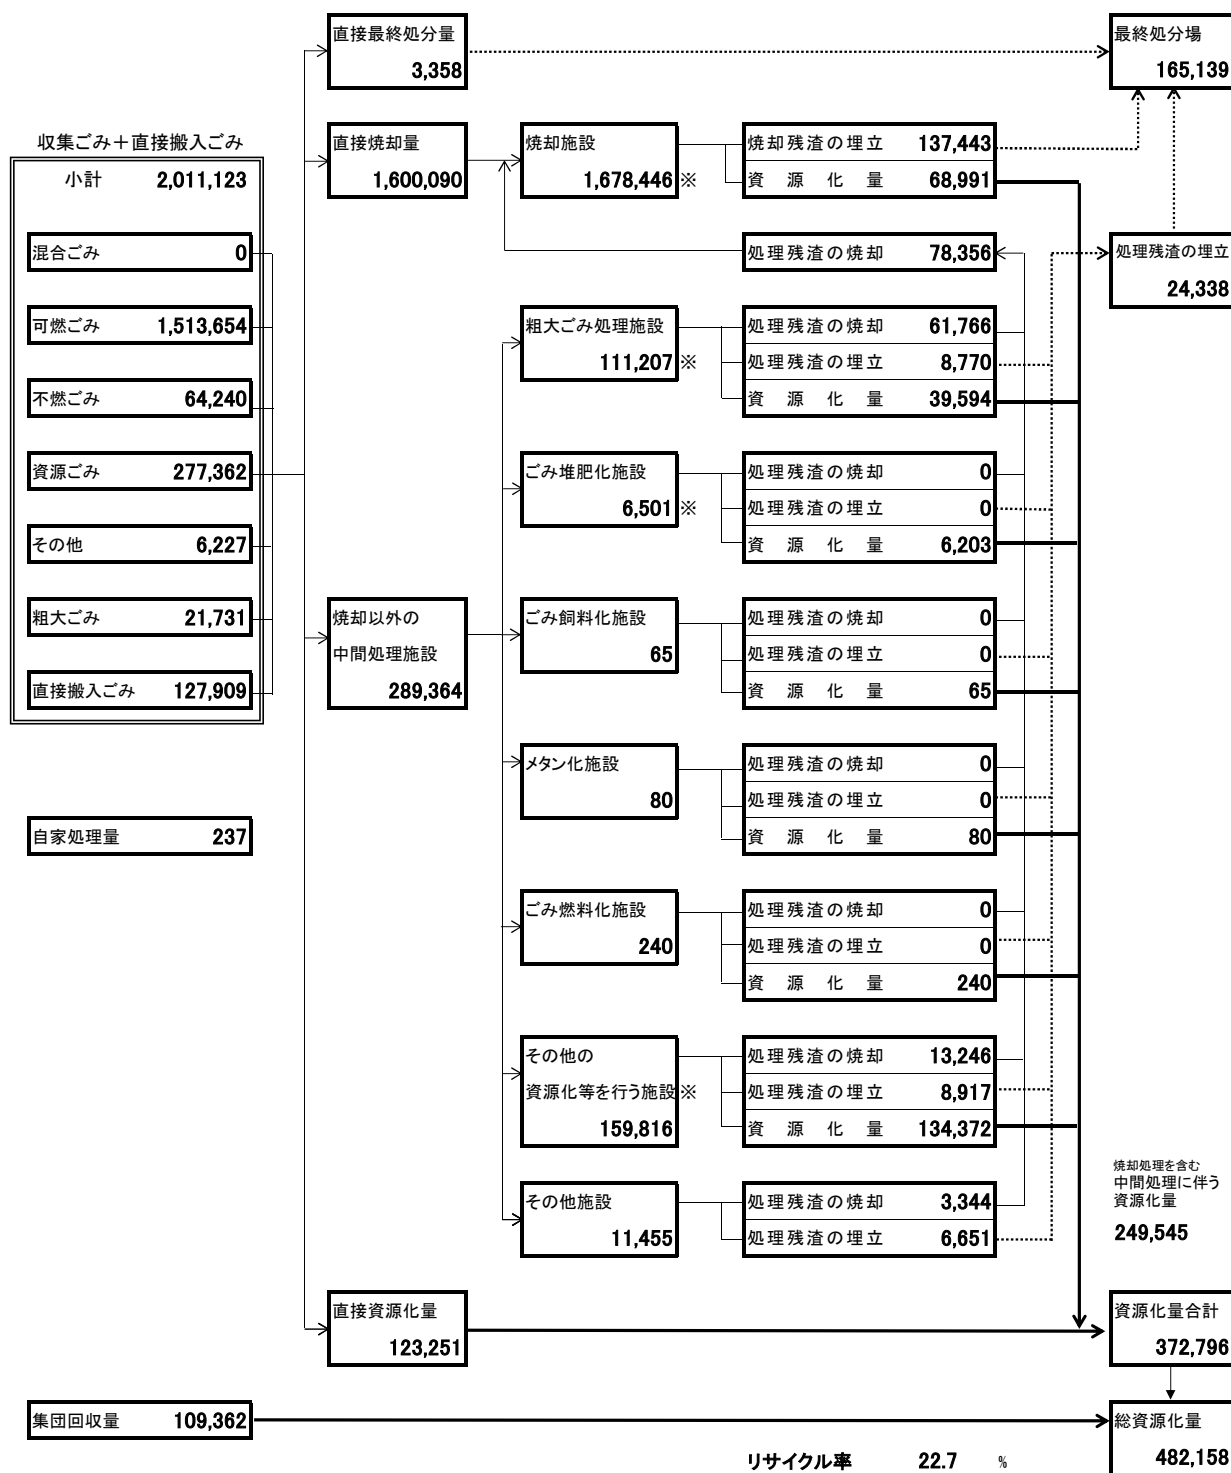 直接最終処分量
3,358
最終処分場
165,139
収集ごみ＋直接搬入ごみ
小計 2,011,123
混合ごみ 0
可燃ごみ 1,513,654
不燃ごみ 64,240
資源ごみ 277,362
その他 6,227
粗大ごみ 21,731
直接搬入ごみ 127,909
自家処理量 237
直接焼却量
1,600,090
焼却施設
1,678,446 ※
焼却残渣の埋立 137,443
資源化量 68,991
処理残渣の焼却 78,356
処理残渣の埋立
24,338
粗大ごみ処理施設
111,207 ※
処理残渣の焼却 61,766
処理残渣の埋立 8,770
資源化量 39,594
ごみ堆肥化施設
6,501 ※
処理残渣の焼却 0
処理残渣の埋立 0
資源化量 6,203
焼却以外の
中間処理施設
289,364
ごみ飼料化施設
65
処理残渣の焼却 0
処理残渣の埋立 0
資源化量 65
メタン化施設
80
処理残渣の焼却 0
処理残渣の埋立 0
資源化量 80
ごみ燃料化施設
240
処理残渣の焼却 0
処理残渣の埋立 0
資源化量 240
その他の
資源化等を行う施設 ※
159,816
処理残渣の焼却 13,246
処理残渣の埋立 8,917
資源化量 134,372
その他施設
11,455
処理残渣の焼却 3,344
処理残渣の埋立 6,651
焼却処理を含む
中間処理に伴う
資源化量
249,545
直接資源化量
123,251
資源化量合計
372,796
集団回収量 109,362
総資源化量
482,158
リサイクル率 22.7 %